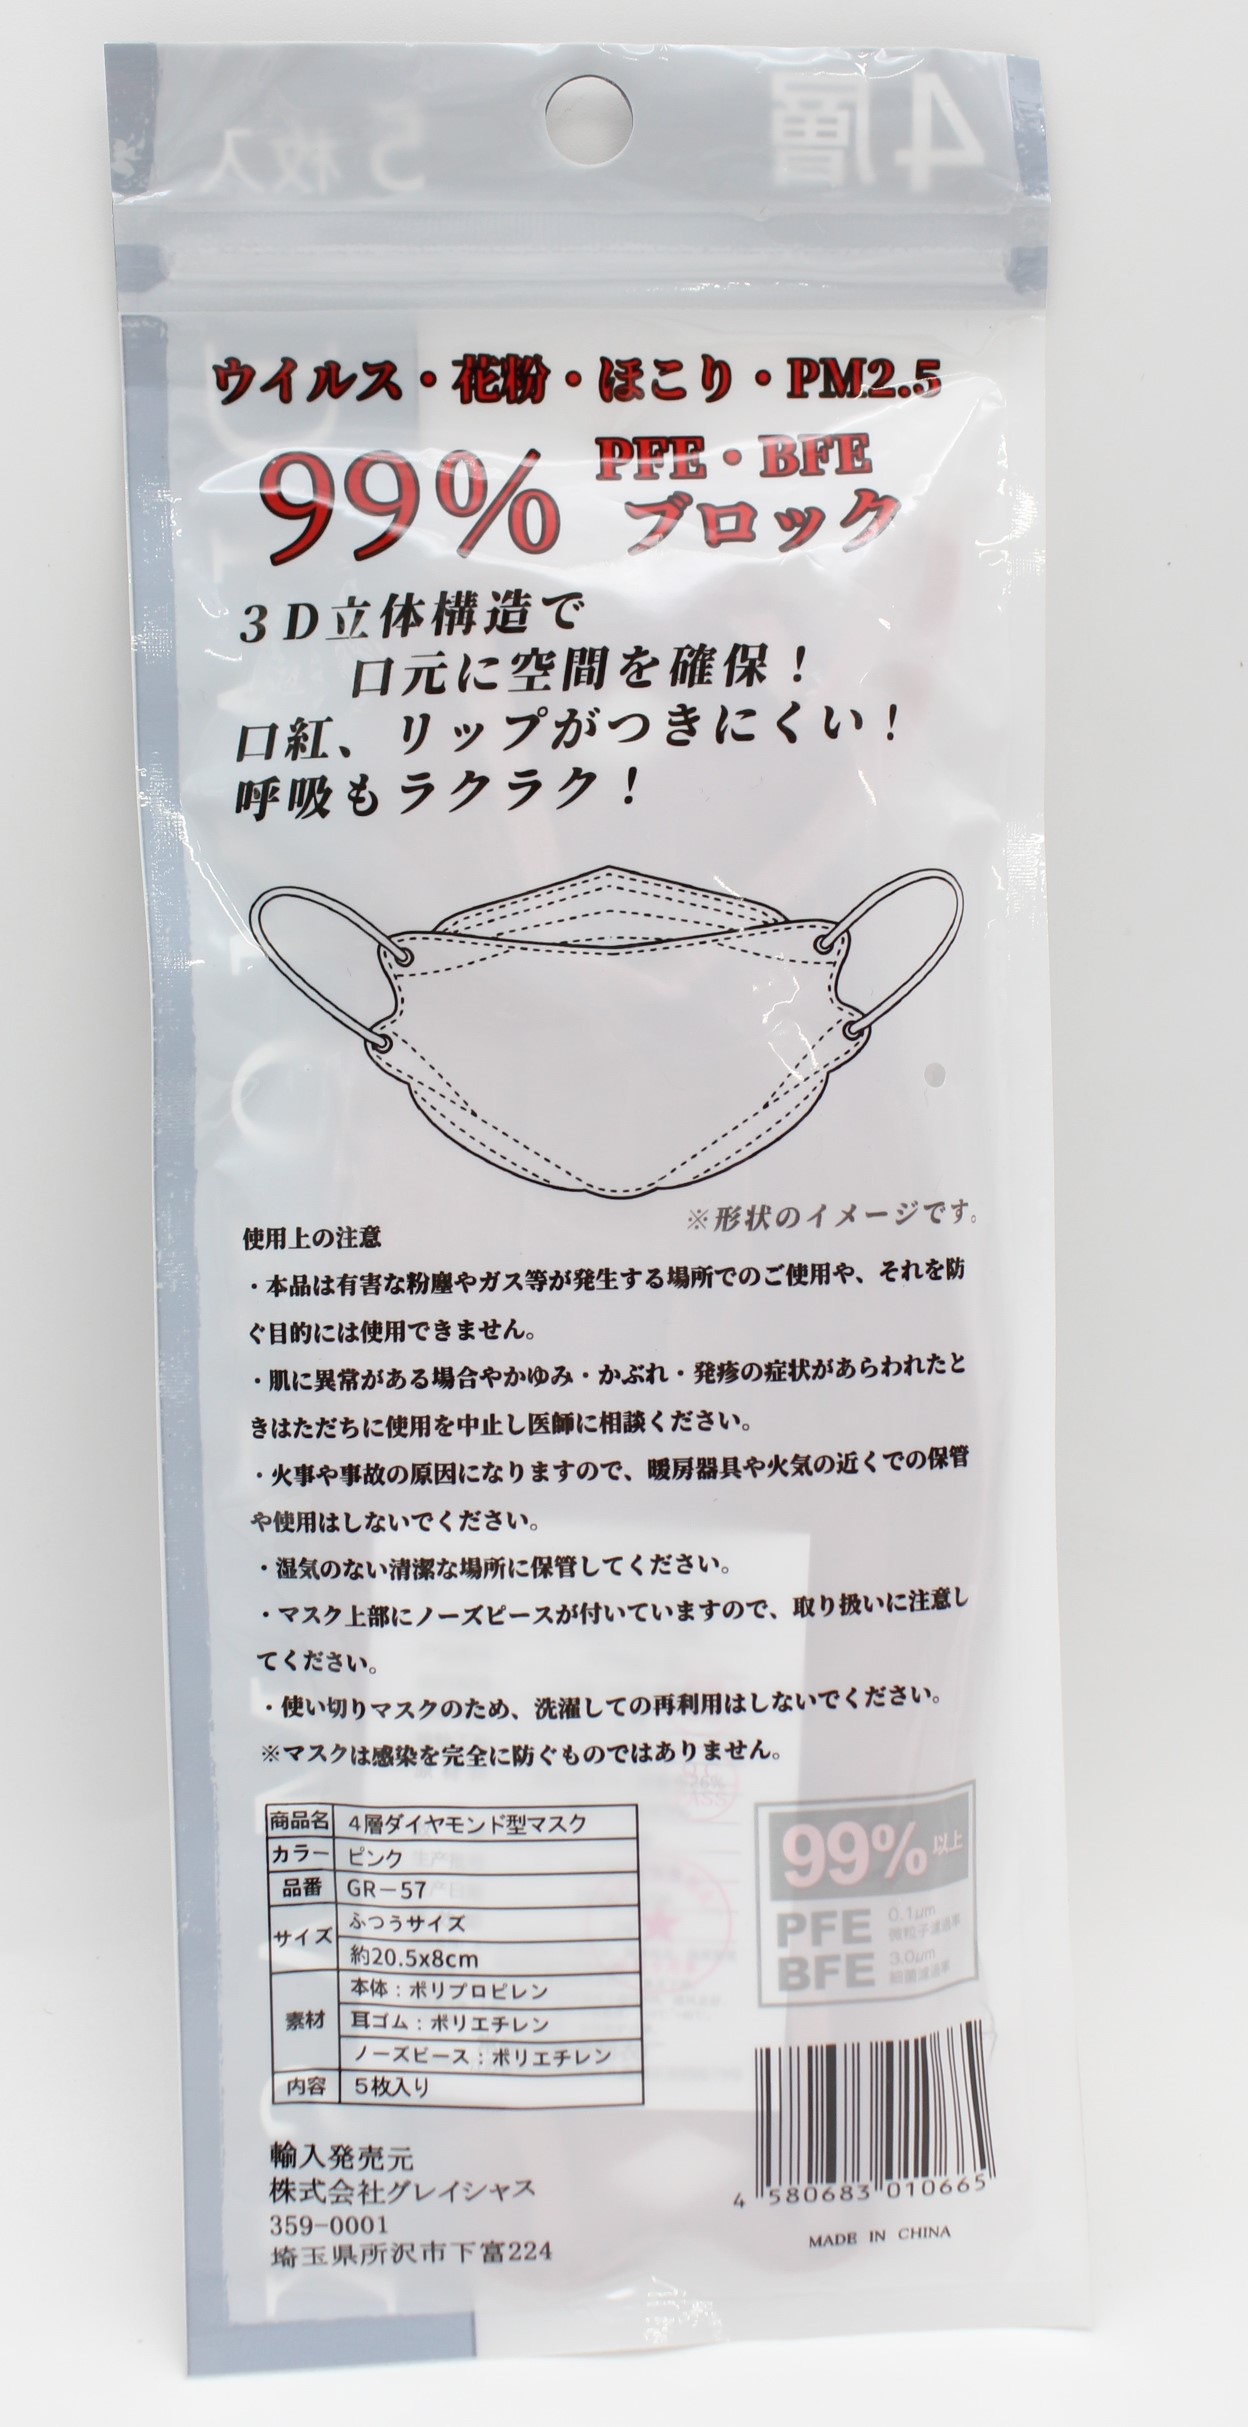 4層
5枚入
ウイルス・花粉・ほこり・PM2.5
99% PFE・BFE
ブロック
3D立体構造で
口元に空間を確保！
口紅、リップがつきにくい！
呼吸もラクラク！
※形状のイメージです。
使用上の注意
・本品は有害な粉塵やガス等が発生する場所でのご使用や、それを防
ぐ目的には使用できません。
・肌に異常がある場合やかゆみ・かぶれ・発疹の症状があらわれたと
きはただちに使用を中止し医師に相談ください。
・火事や事故の原因になりますので、暖房器具や火気の近くでの保管
や使用はしないでください。
・湿気のない清潔な場所に保管してください。
・マスク上部にノーズピースが付いていますので、取り扱いに注意し
てください。
・使い切りマスクのため、洗濯しての再利用はしないでください。
※マスクは感染を完全に防ぐものではありません。
商品名 4層ダイヤモンド型マスク
カラー ピンク
品番 GR－57
サイズ ふつうサイズ
約20.5x8cm
素材 本体：ポリプロピレン
耳ゴム：ポリエチレン
ノーズピース：ポリエチレン
内容 5枚入り
99%以上
PFE 0.1μm
微粒子濾過率
BFE 3.0μm
細菌濾過率
輸入発売元
株式会社グレイシャス
359-0001
埼玉県所沢市下富224
4 580683 010665
MADE IN CHINA